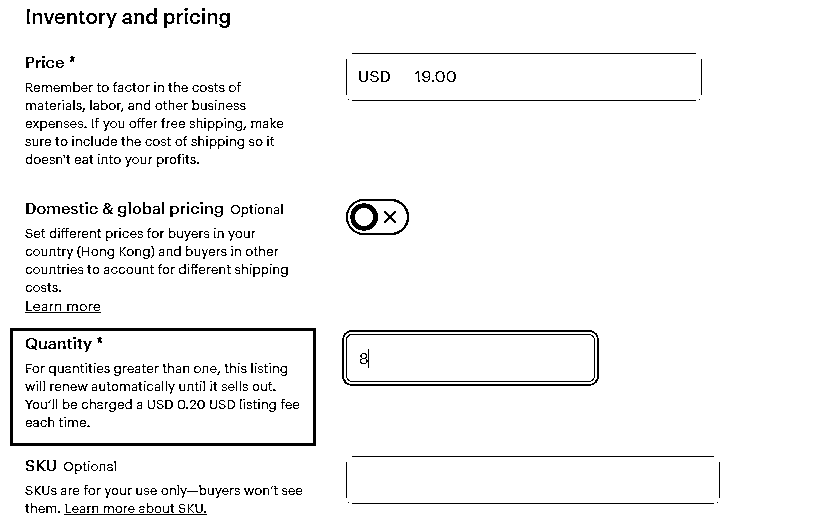 Inventory and pricing
Price *
USD 19.00
Remember to factor in the costs of
materials, labor, and other business
expenses. If you offer free shipping, make
sure to include the cost of shipping so it
doesn't eat into your profits.
Domestic & global pricing Optional
Set different prices for buyers in your
country (Hong Kong) and buyers in other
countries to account for different shipping
costs.
Learn more
Quantity *
8
For quantities greater than one, this listing
will renew automatically until it sells out.
You'll be charged a USD 0.20 USD listing fee
each time.
SKU Optional
SKUs are for your use only—buyers won't see
them. Learn more about SKU.